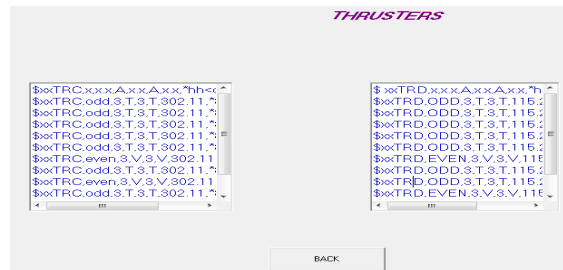 THRUSTERS
$xxTRC,x,x.x,A,x.x,A,x.x,*hh<c
$xxTRC,odd,3,T,3,T,302.11,*
$xxTRC,odd,3,T,3,T,302.11,*
$xxTRC,odd,3,T,3,T,302.11,*
$xxTRC,odd,3,T,3,T,302.11,*
$xxTRC,odd,3,T,3,T,302.11,*
$xxTRC,even,3,V,3,V,302.11
$xxTRC,odd,3,T,3,T,302.11,*
$xxTRC,even,3,V,3,V,302.11
$xxTRC,odd,3,T,3,T,302.11,*
$ xxTRD,x,x.x,A,x.x,A,x.x,*h
$xxTRD,ODD,3,T,3,T,115.2
$xxTRD,ODD,3,T,3,T,115.2
$xxTRD,ODD,3,T,3,T,115.2
$xxTRD,ODD,3,T,3,T,115.2
$xxTRD,ODD,3,T,3,T,115.2
$xxTRD,EVEN,3,V,3,V,115
$xxTRD,ODD,3,T,3,T,115.2
$xxTRD,ODD,3,T,3,T,115.2
$xxTRD,EVEN,3,V,3,V,115
BACK